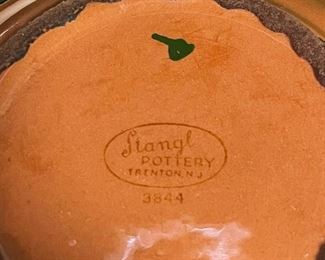 Stangl
POTTERY
TRENTON, N.J
3844